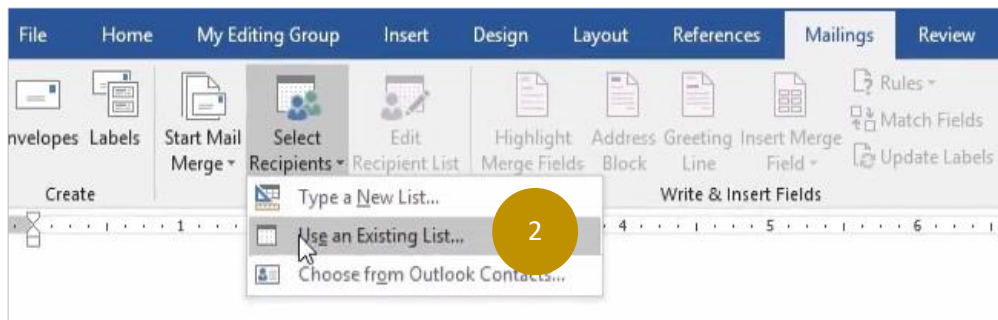 File Home My Editing Group Insert Design Layout References Mailings Review
nvelopes Labels Start Mail Merge Select Recipients Edit Recipient List Highlight Merge Fields Address Block Greeting Line Insert Merge Field Rules
Match Fields
Update Labels
Create Write & Insert Fields
Type a New List...
Use an Existing List... 2
Choose from Outlook Contacts...
1 4 5 6